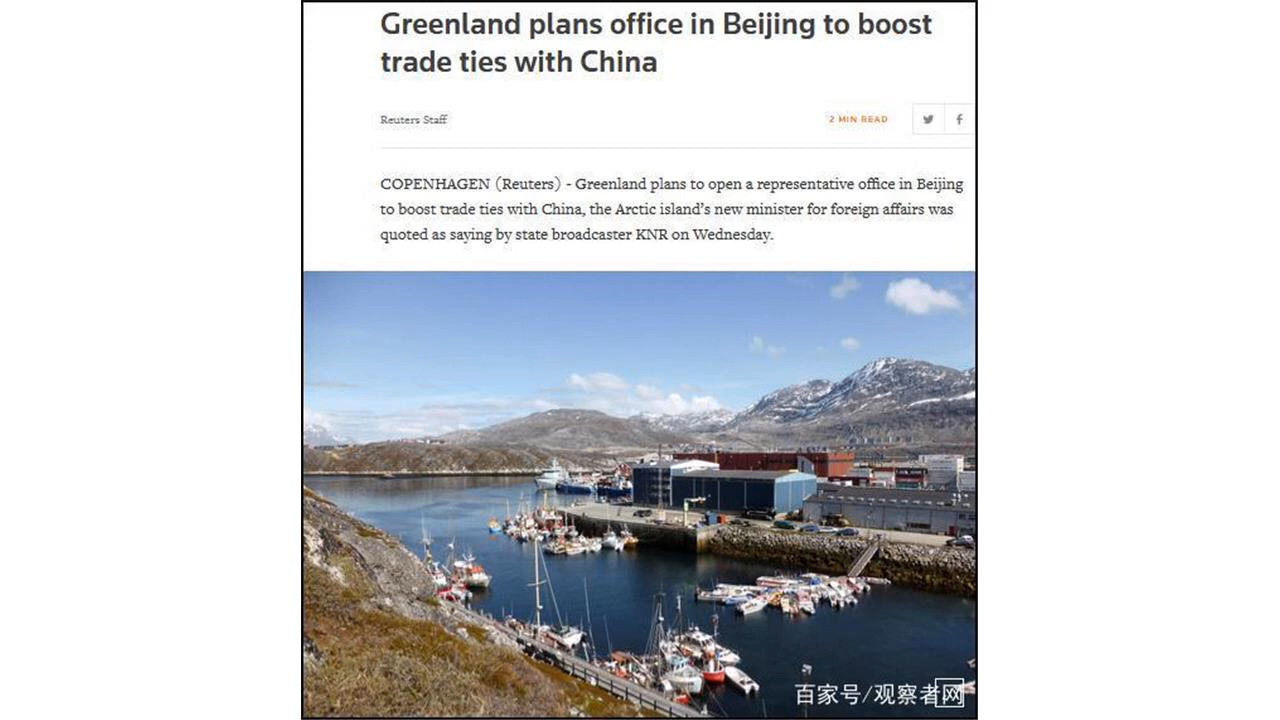 Greenland plans office in Beijing to boost
trade ties with China
Reuters Staff
2 MIN READ
COPENHAGEN (Reuters) - Greenland plans to open a representative office in Beijing
to boost trade ties with China, the Arctic island’s new minister for foreign affairs was
quoted as saying by state broadcaster KNR on Wednesday.
百家号/观察者网